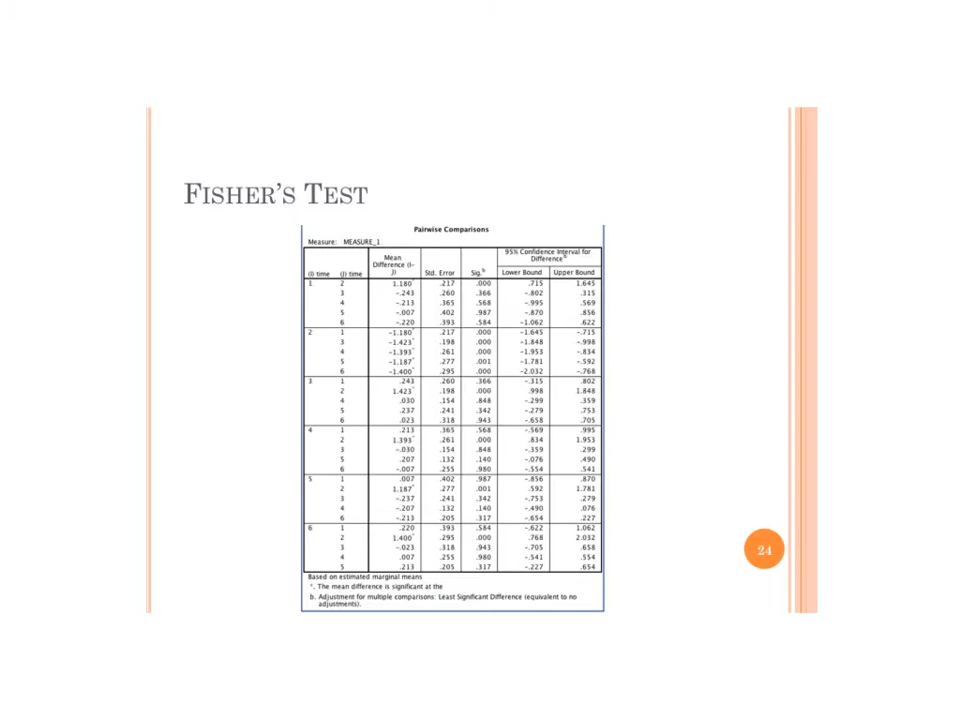 FISHER'S TEST
Pairwise Comparisons
Measure: MEASURE_1
95% Confidence Interval for
Mean
Difference b
Difference (I-
(I) time (J) time J) Std. Error Sig.b Lower Bound Upper Bound
1 2 1.180* .217 .000 .715 1.645
3 -.243 .260 .366 -.802 .315
4 -.213 .365 .568 -.995 .569
5 -.007 .402 .987 -.870 .856
6 -.220 .393 .584 -1.062 .622
2 1 -1.180* .217 .000 -1.645 -.715
3 -1.423* .198 .000 -1.848 -.998
4 -1.393* .261 .000 -1.953 -.834
5 -1.187* .277 .001 -1.781 -.592
6 -1.400* .295 .000 -2.032 -.768
3 1 .243 .260 .366 -.315 .802
2 1.423* .198 .000 .998 1.848
4 .030 .154 .848 -.299 .359
5 .237 .241 .342 -.279 .753
6 .023 .318 .943 -.658 .705
4 1 .213 .365 .568 -.569 .995
2 1.393* .261 .000 .834 1.953
3 -.030 .154 .848 -.359 .299
5 .207 .132 .140 -.076 .490
6 -.007 .255 .980 -.554 .541
5 1 .007 .402 .987 -.856 .870
2 1.187* .277 .001 .592 1.781
3 -.237 .241 .342 -.753 .279
4 -.207 .132 .140 -.490 .076
6 -.213 .205 .317 -.654 .227
6 1 .220 .393 .584 -.622 1.062
2 1.400* .295 .000 .768 2.032
3 -.023 .318 .943 -.705 .658
4 .007 .255 .980 -.541 .554
5 .213 .205 .317 -.227 .654
Based on estimated marginal means
*. The mean difference is significant at the
b. Adjustment for multiple comparisons: Least Significant Difference (equivalent to no
adjustments).
24